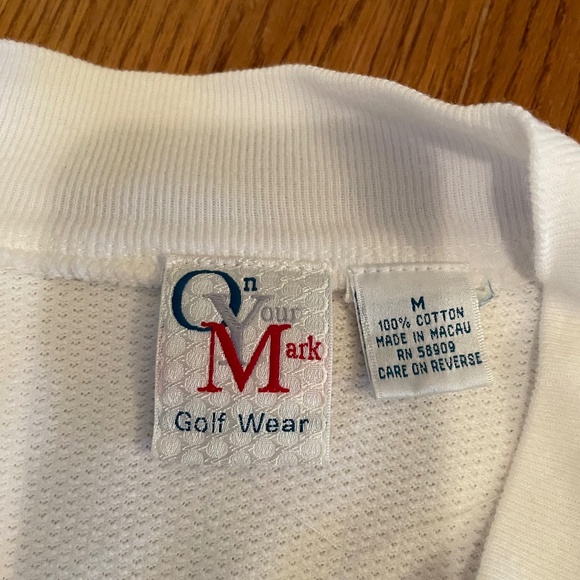 On
Your
Mark
Golf Wear
M
100% COTTON
MADE IN MACAU
RN 58909
CARE ON REVERSE